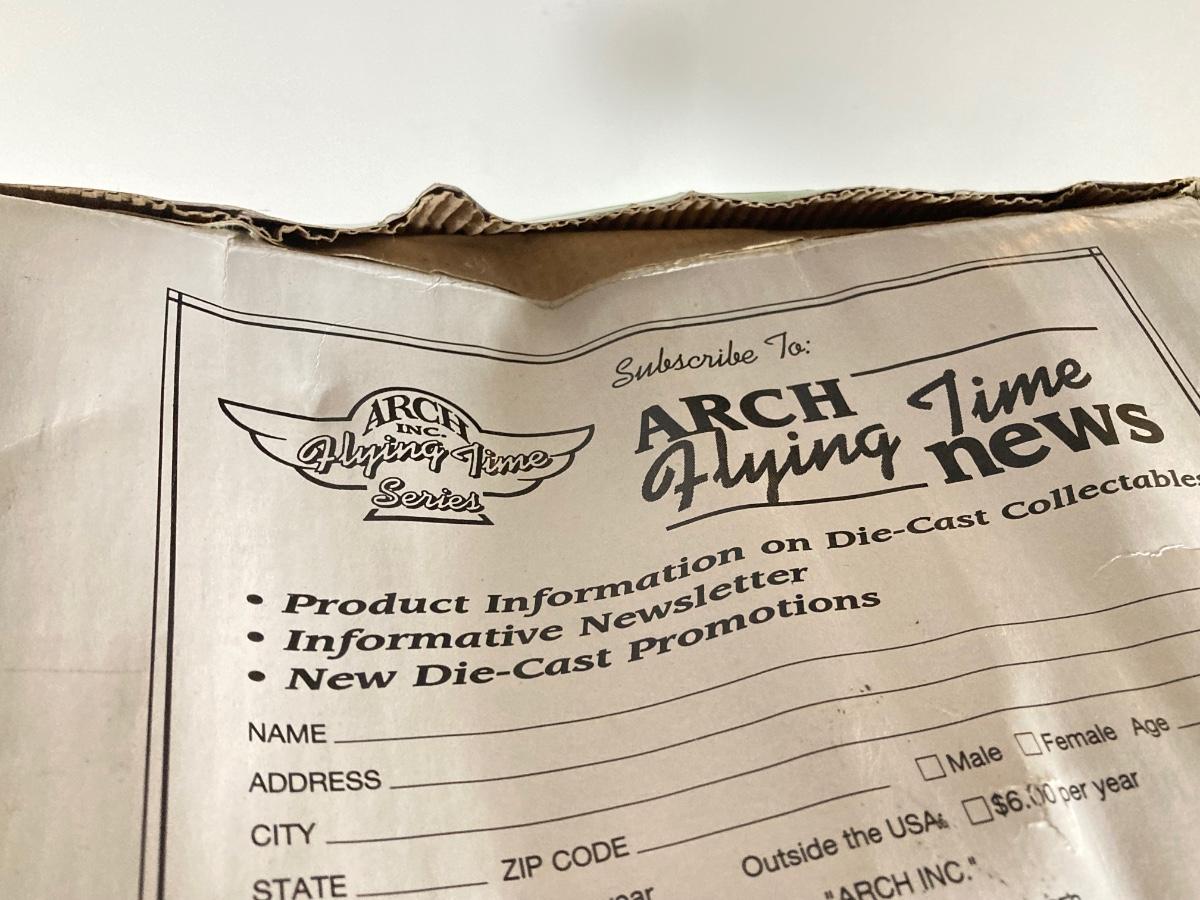 Subscribe To:
ARCH
INC.
Flying Time
Series
ARCH
Flying Time
news
• Product Information on Die-Cast Collectables
• Informative Newsletter
• New Die-Cast Promotions
NAME
ADDRESS
CITY
☐ Male ☐ Female Age
STATE ZIP CODE
Outside the USA ☐ $6.00 per year
"ARCH INC."